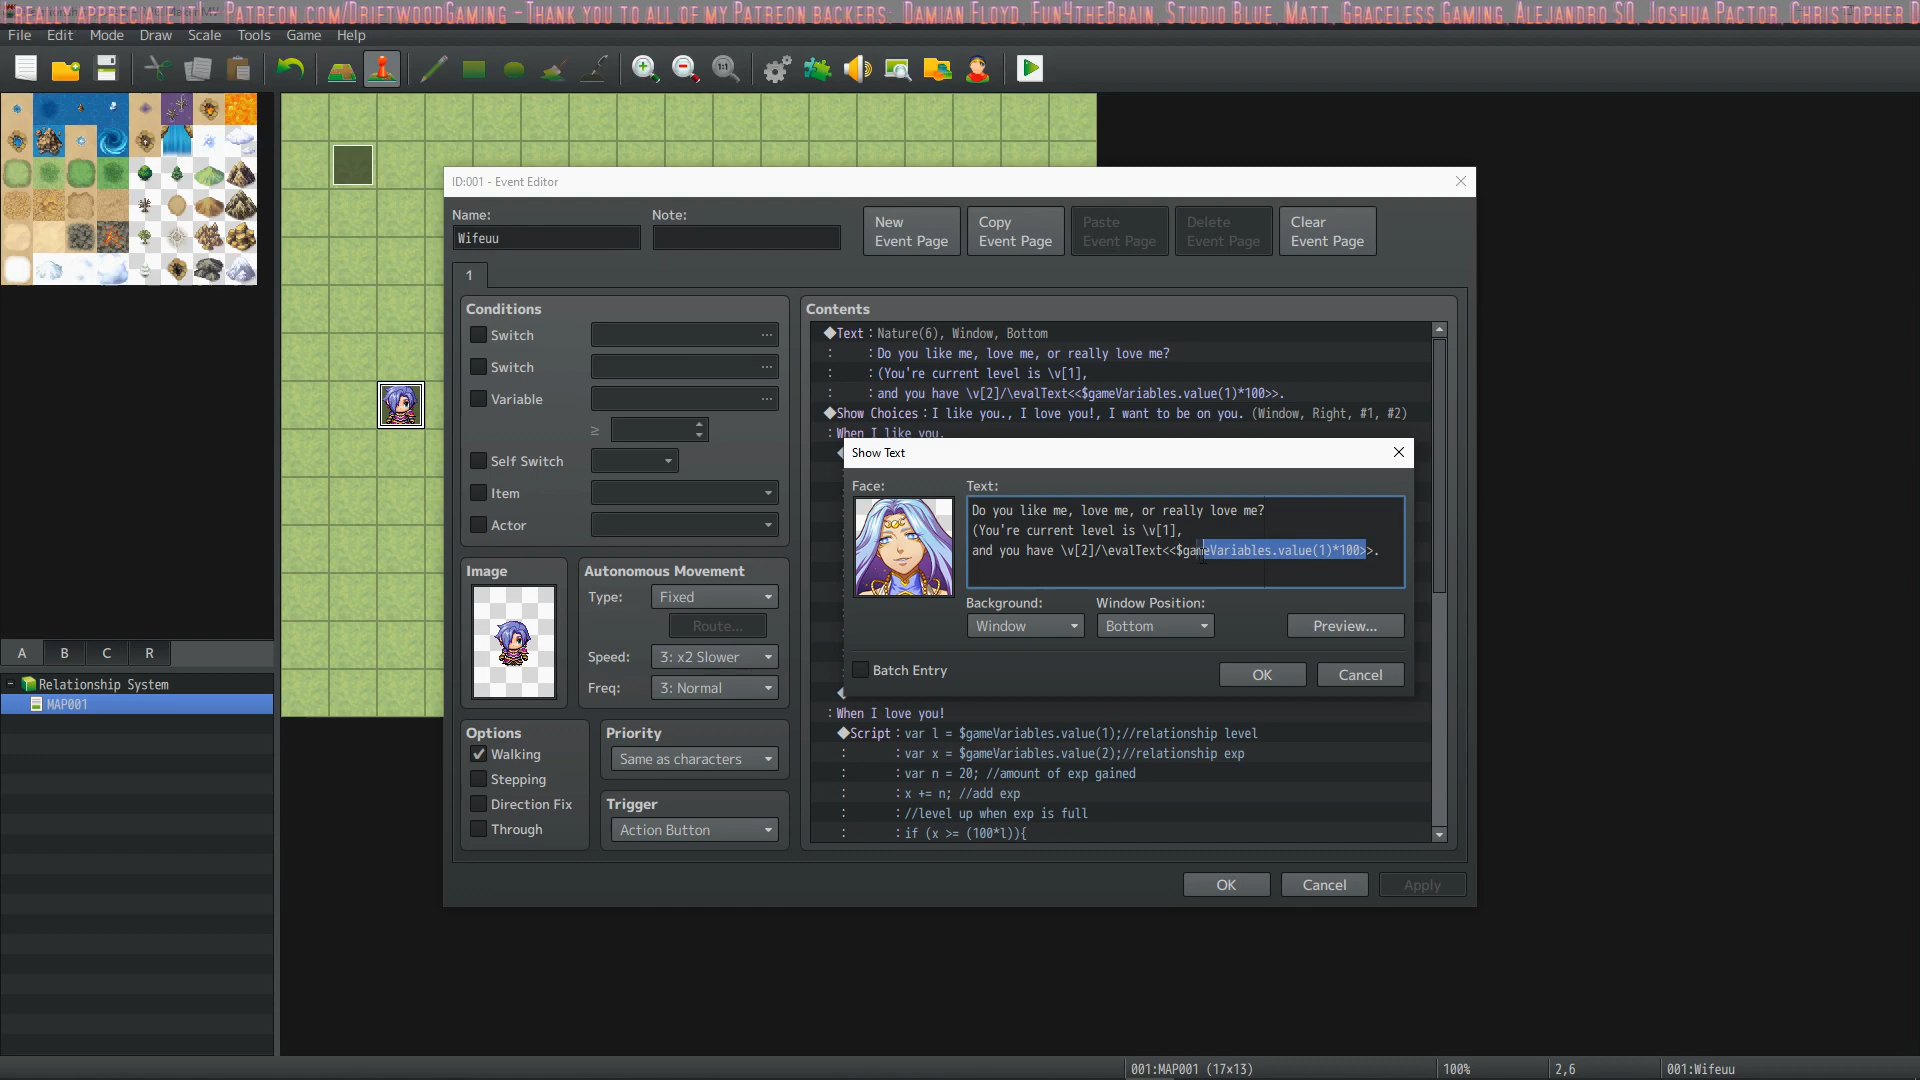 Patreon.com/DriftwoodGaming -Thank you to all of my Patreon backers: Damian Floyd, Fun4theBrain, Studio Blue, Matt, Graceless Gaming, Alejandro SQ, Joshua Pactor, Christopher D
File Edit Mode Draw Scale Tools Game Help
ID:001 - Event Editor
Name:
Note:
Wifeuu
New
Event Page
Copy
Event Page
Paste
Event Page
Delete
Event Page
Clear
Event Page
1
Conditions
Switch
Switch
Variable
≥
Self Switch
Item
Actor
Image
Autonomous Movement
Type: Fixed
Route...
Speed: 3: x2 Slower
Freq: 3: Normal
Options
Walking
Stepping
Direction Fix
Through
Priority
Same as characters
Trigger
Action Button
Contents
◆Text : Nature(6), Window, Bottom
: : Do you like me, love me, or really love me?
: : (You're current level is \v[1],
: : and you have \v[2]/\evalText<<$gameVariables.value(1)*100>>.
◆Show Choices : I like you., I love you!, I want to be on you. (Window, Right, #1, #2)
: When I like you.
Show Text
Face:
Text:
Do you like me, love me, or really love me?
(You're current level is \v[1],
and you have \v[2]/\evalText<<$gameVariables.value(1)*100>>.
Background:
Window
Window Position:
Bottom
Preview...
Batch Entry
OK
Cancel
: When I love you!
◆Script : var l = $gameVariables.value(1);//relationship level
: : var x = $gameVariables.value(2);//relationship exp
: : var n = 20; //amount of exp gained
: : x += n; //add exp
: : //level up when exp is full
: : if (x >= (100*l)){
OK
Cancel
Apply
A B C R
Relationship System
MAP001
001:MAP001 (17x13)
100%
2,6
001:Wifeuu